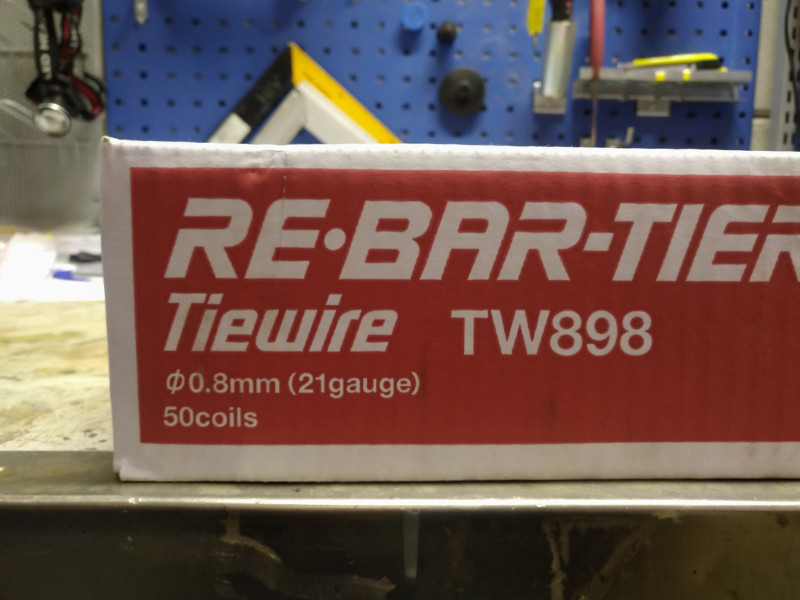 RE·BAR-TIER
Tiewire TW898
φ0.8mm (21gauge)
50coils